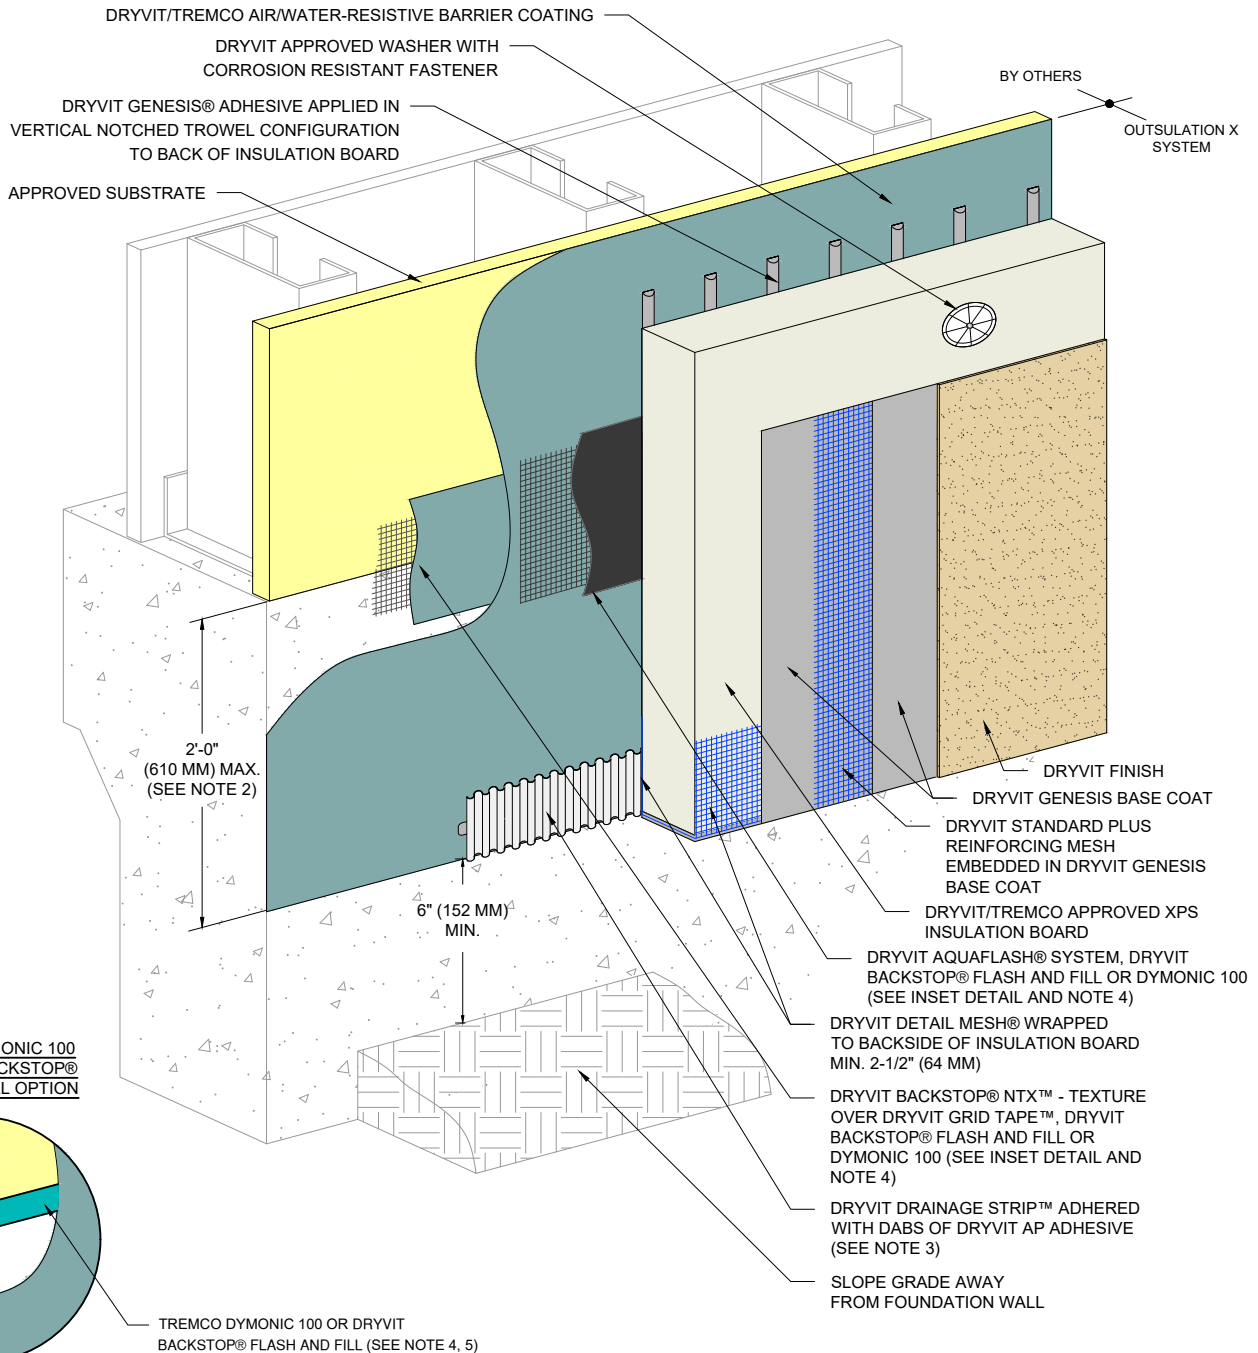 DRYVIT/TREMCO AIR/WATER-RESISTIVE BARRIER COATING
DRYVIT APPROVED WASHER WITH
CORROSION RESISTANT FASTENER
DRYVIT GENESIS® ADHESIVE APPLIED IN
VERTICAL NOTCHED TROWEL CONFIGURATION
TO BACK OF INSULATION BOARD
APPROVED SUBSTRATE
BY OTHERS
OUTSULATION X
SYSTEM
2'-0"
(610 MM) MAX.
(SEE NOTE 2)
6" (152 MM)
MIN.
DRYVIT FINISH
DRYVIT GENESIS BASE COAT
DRYVIT STANDARD PLUS
REINFORCING MESH
EMBEDDED IN DRYVIT GENESIS
BASE COAT
DRYVIT/TREMCO APPROVED XPS
INSULATION BOARD
DRYVIT AQUAFLASH® SYSTEM, DRYVIT
BACKSTOP® FLASH AND FILL OR DYMONIC 100
(SEE INSET DETAIL AND NOTE 4)
DRYVIT DETAIL MESH® WRAPPED
TO BACKSIDE OF INSULATION BOARD
MIN. 2-1/2" (64 MM)
DRYVIT BACKSTOP® NTX™ - TEXTURE
OVER DRYVIT GRID TAPE™, DRYVIT
BACKSTOP® FLASH AND FILL OR
DYMONIC 100 (SEE INSET DETAIL AND
NOTE 4)
DRYVIT DRAINAGE STRIP™ ADHERED
WITH DABS OF DRYVIT AP ADHESIVE
(SEE NOTE 3)
SLOPE GRADE AWAY
FROM FOUNDATION WALL
ONIC 100
CKSTOP®
L OPTION
TREMCO DYMONIC 100 OR DRYVIT
BACKSTOP® FLASH AND FILL (SEE NOTE 4, 5)